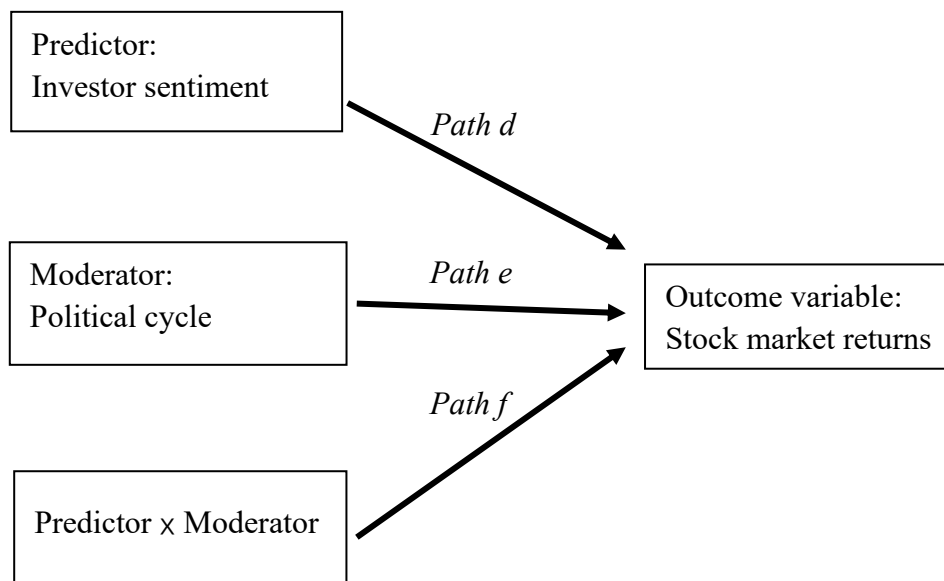 Predictor:
Investor sentiment
Path d
Moderator:
Political cycle
Path e
Outcome variable:
Stock market returns
Path f
Predictor x Moderator